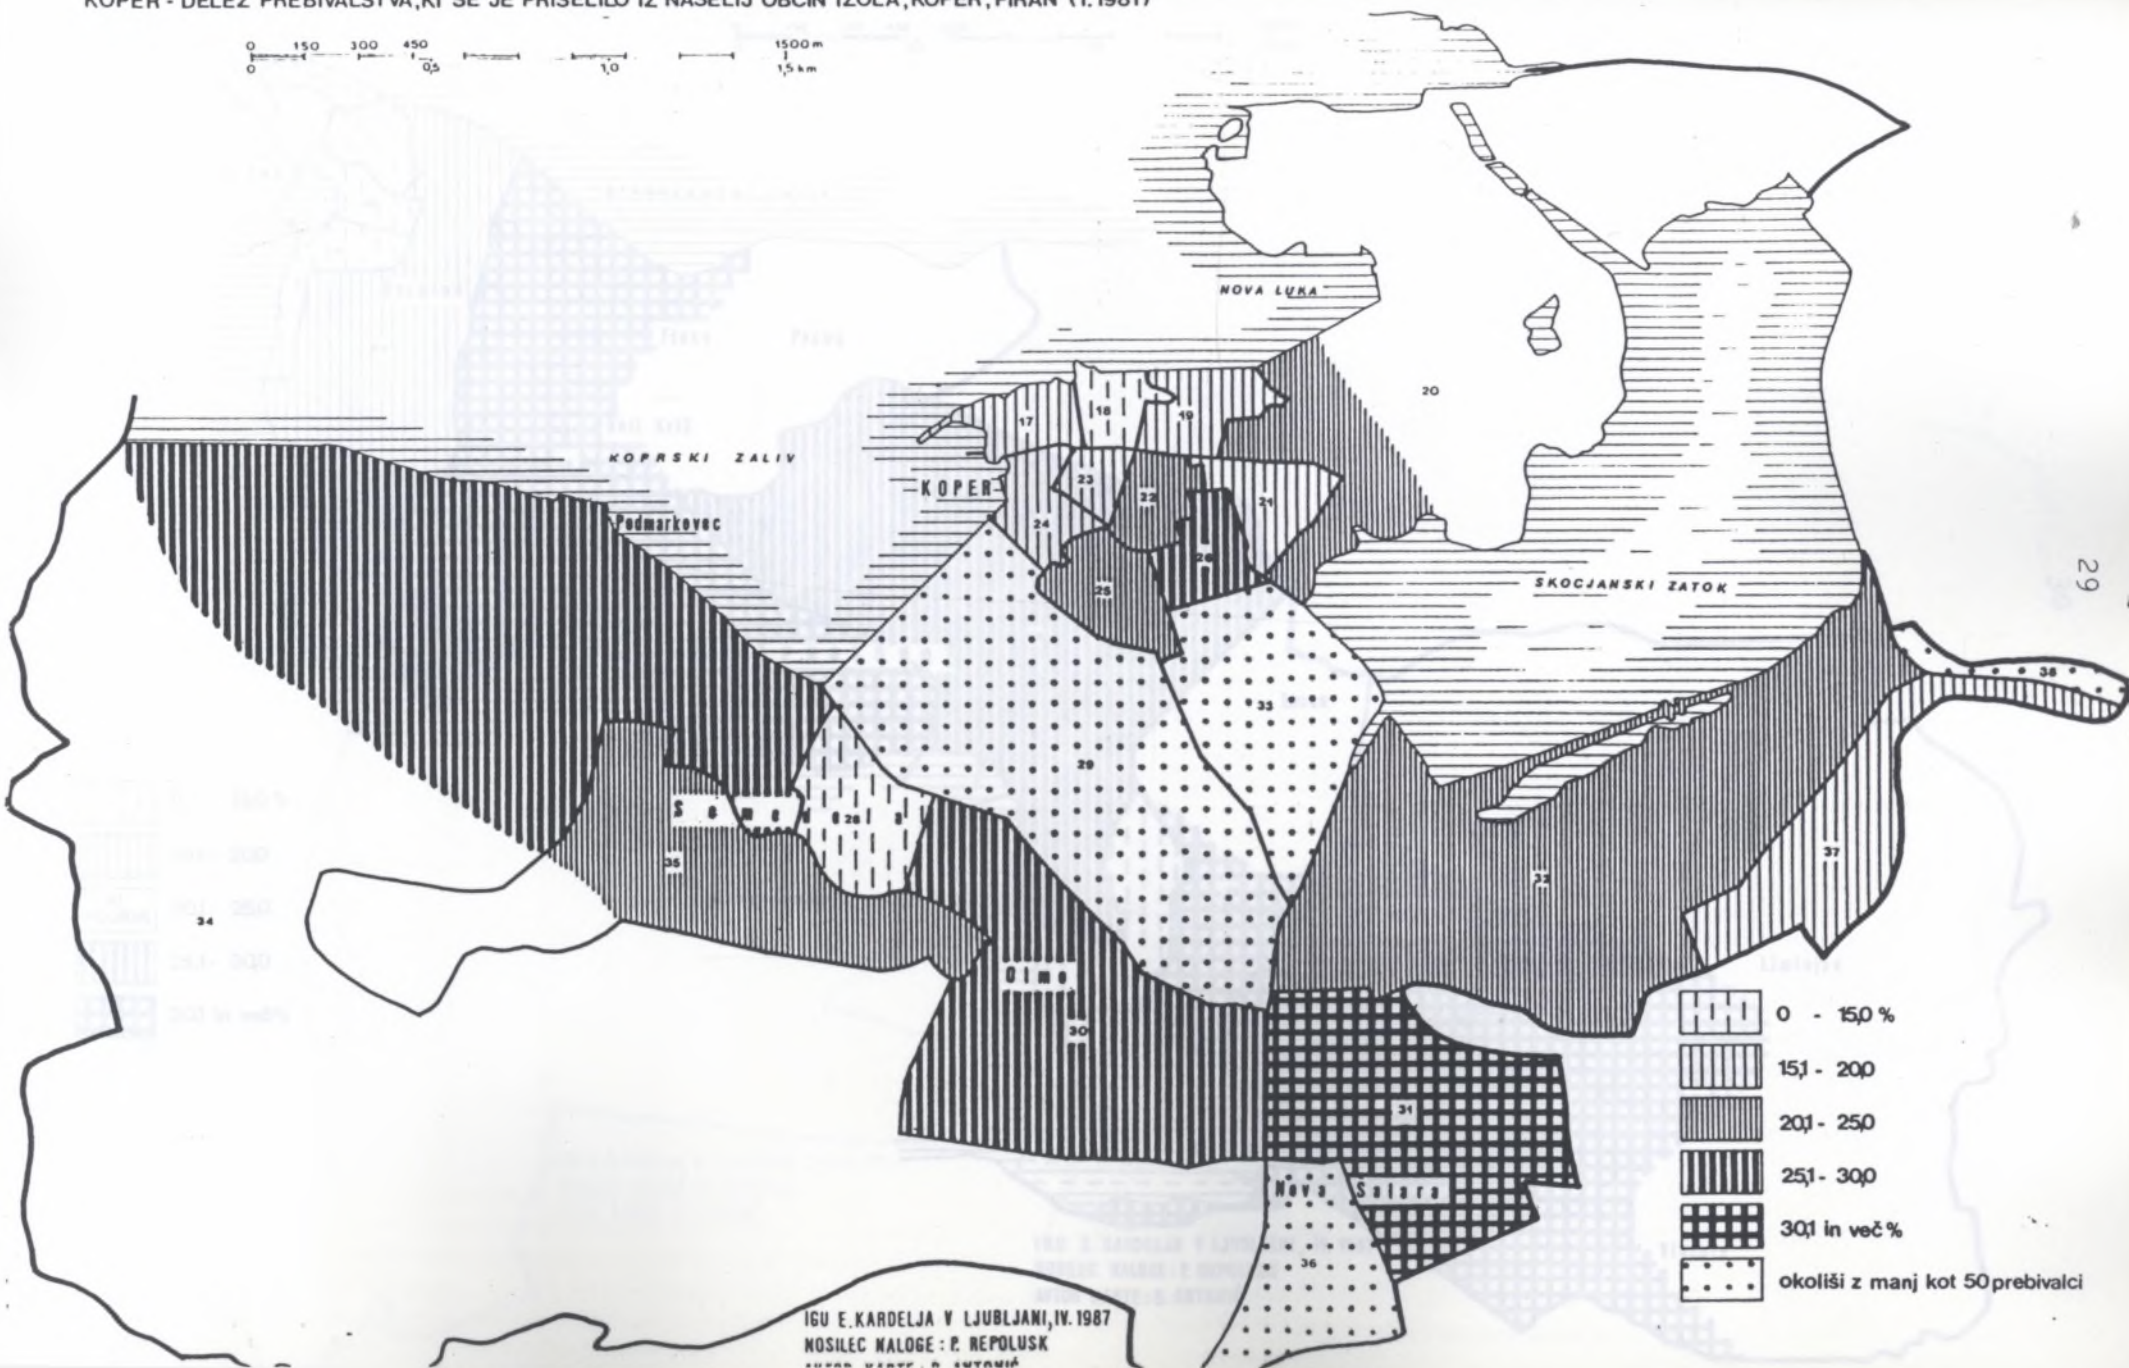 KOPER - DELEŽ PREBIVALSTVA, KI SE JE PRISELILO IZ NASELIJ OBČIN IZOLA, KOPER, PIRAN (l. 1981)
0 150 300 450 1500 m
0 0,5 1,0 1,5 km
NOVA LUKA
20
17
18
19
KOPRSKI ZALIV
KOPER
23
22
21
24
Podmarkovec
26
25
ŠKOCJANSKI ZATOK
29
38
33
29
28
35
37
32
34
Olmo
30
0 - 15,0 %
15,1 - 20,0
20,1 - 25,0
25,1 - 30,0
30,1 in več %
okoliši z manj kot 50 prebivalci
31
Nova Šalara
36
IGU E. KARDELJA V LJUBLJANI, IV. 1987
NOSILEC NALOGE : P. REPOLUSK